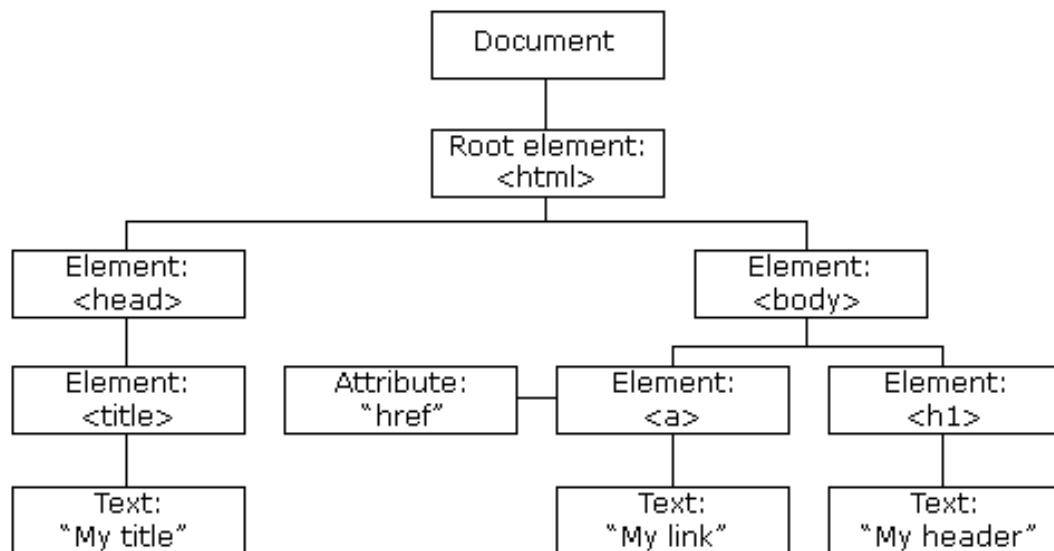 Document
Root element:
<html>
Element:
<head>
Element:
<body>
Element:
<title>
Attribute:
“href”
Element:
<a>
Element:
<h1>
Text:
“My title”
Text:
“My link”
Text:
“My header”